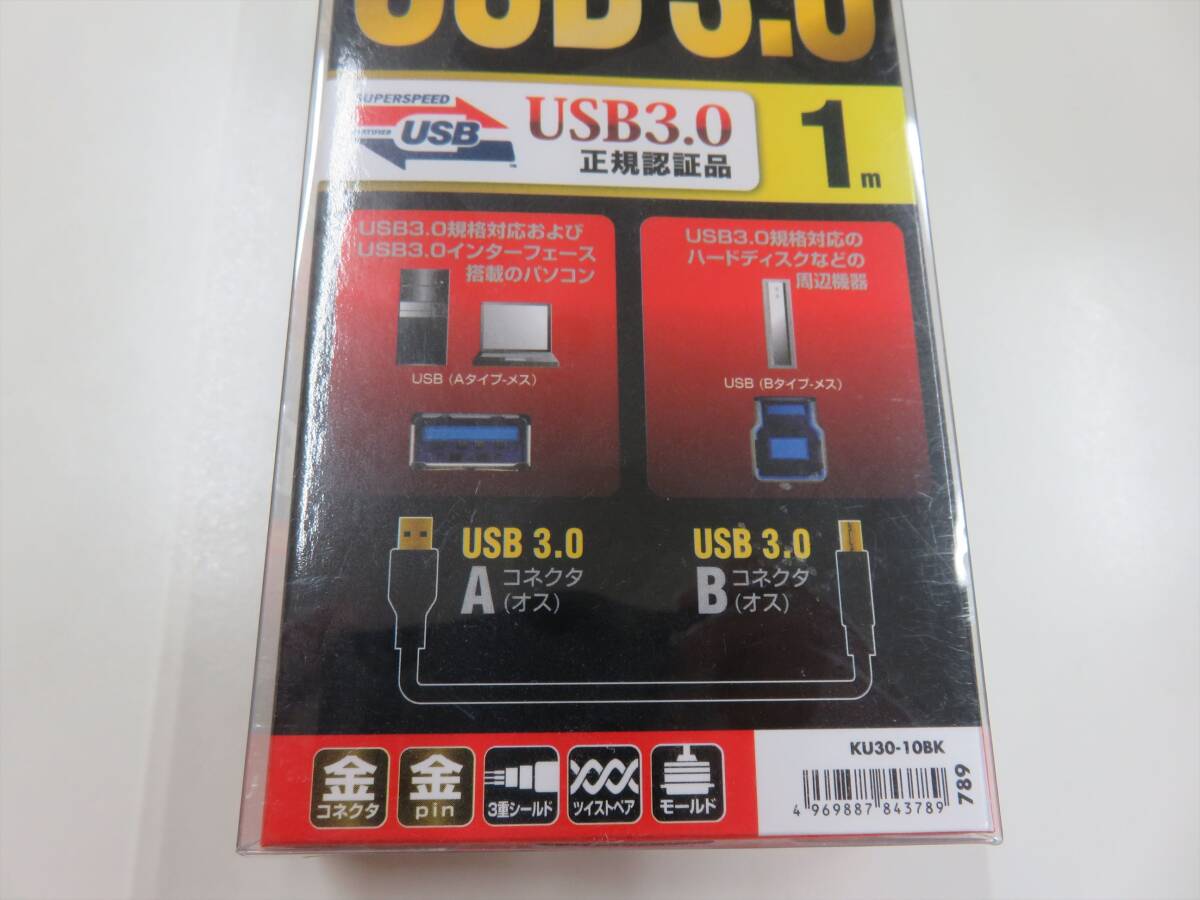 USB 3.0
SUPERSPEED
CERTIFIED
USB
TM
USB3.0
正規認証品
1m
USB3.0規格対応および
USB3.0インターフェース
搭載のパソコン
USB (Aタイプ-メス)
USB3.0規格対応の
ハードディスクなどの
周辺機器
USB (Bタイプ-メス)
USB 3.0
A コネクタ
(オス)
USB 3.0
B コネクタ
(オス)
金
コネクタ
金
pin
3重シールド
ツイストペア
モールド
KU30-10BK
4 969887 843789
789